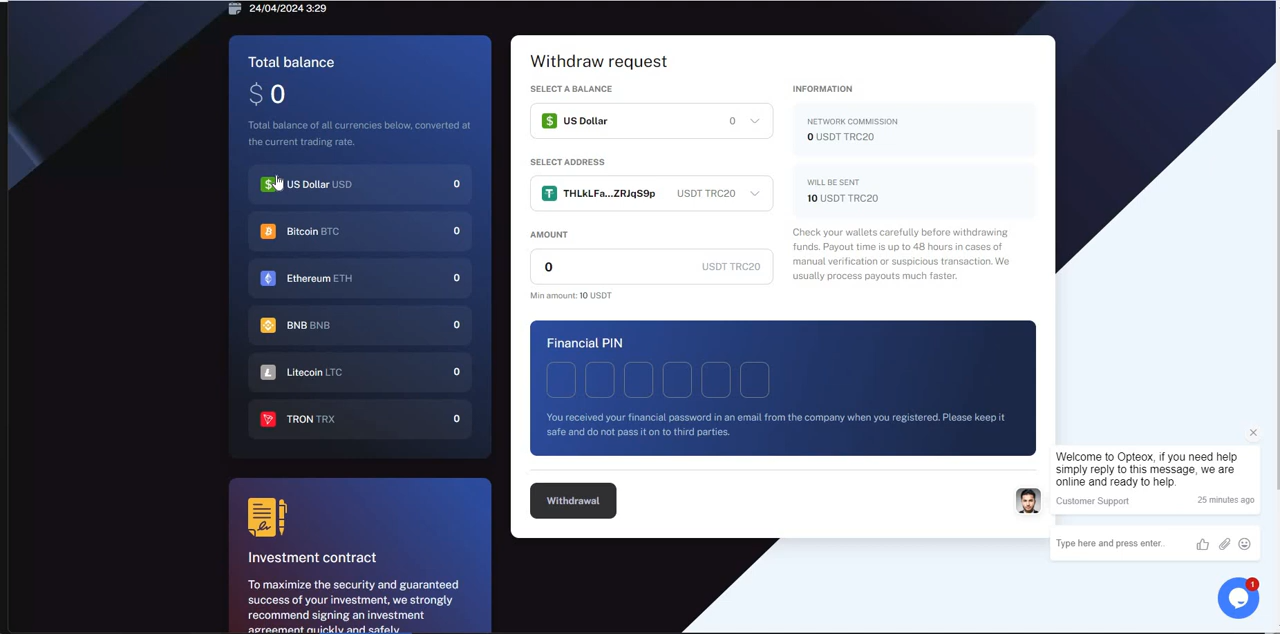 24/04/2024 3:29
Total balance
$ 0
Total balance of all currencies below, converted at
the current trading rate.
US Dollar USD 0
Bitcoin BTC 0
Ethereum ETH 0
BNB BNB 0
Litecoin LTC 0
TRON TRX 0
Investment contract
To maximize the security and guaranteed
success of your investment, we strongly
recommend signing an investment
agreement quickly and safely.
Withdraw request
SELECT A BALANCE
$ US Dollar 0
SELECT ADDRESS
THLkLFa...ZRJqS9p USDT TRC20
AMOUNT
0 USDT TRC20
Min amount: 10 USDT
INFORMATION
NETWORK COMMISSION
0 USDT TRC20
WILL BE SENT
10 USDT TRC20
Check your wallets carefully before withdrawing
funds. Payout time is up to 48 hours in cases of
manual verification or suspicious transaction. We
usually process payouts much faster.
Financial PIN
You received your financial password in an email from the company when you registered. Please keep it
safe and do not pass it on to third parties.
Withdrawal
Welcome to Opteox, if you need help
simply reply to this message, we are
online and ready to help.
Customer Support 25 minutes ago
Type here and press enter..
1